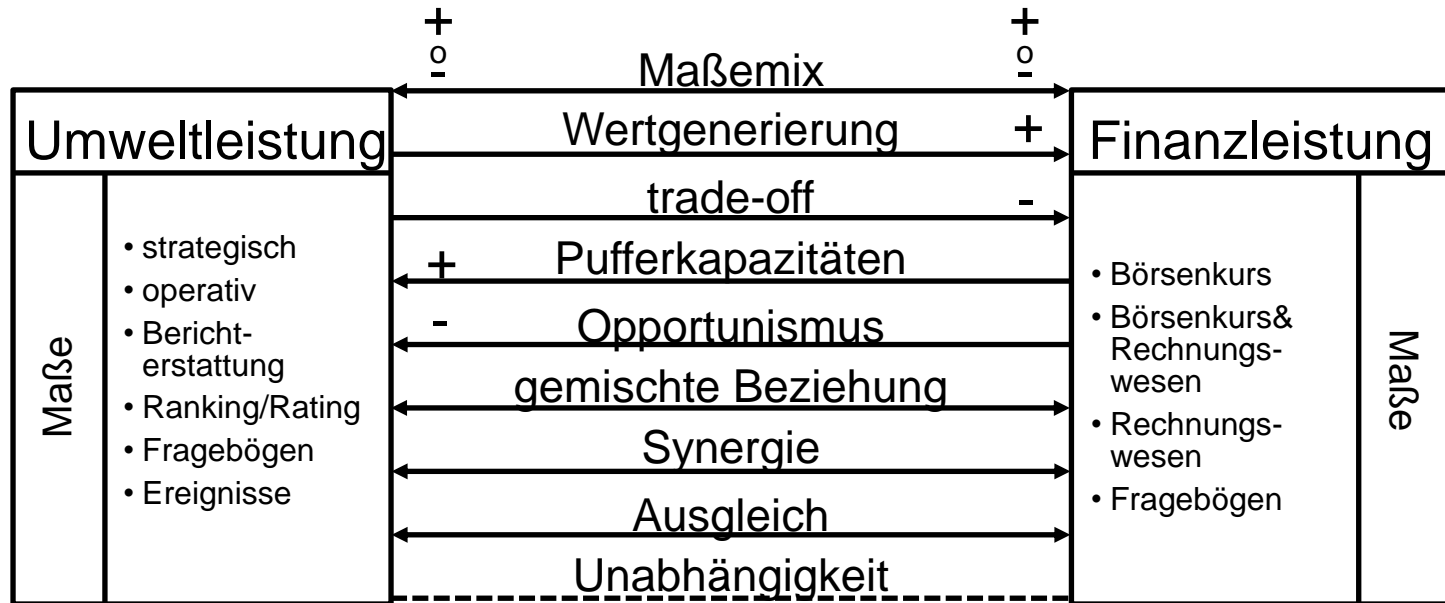 + +
o o
- Maßemix -
Umweltleistung
Wertgenerierung +
Finanzleistung
trade-off -
Maße
• strategisch
• operativ
• Bericht-
erstattung
• Ranking/Rating
• Fragebögen
• Ereignisse
+ Pufferkapazitäten
- Opportunismus
gemischte Beziehung
Synergie
Ausgleich
Unabhängigkeit
• Börsenkurs
• Börsenkurs&
Rechnungs-
wesen
• Rechnungs-
wesen
• Fragebögen
Maße